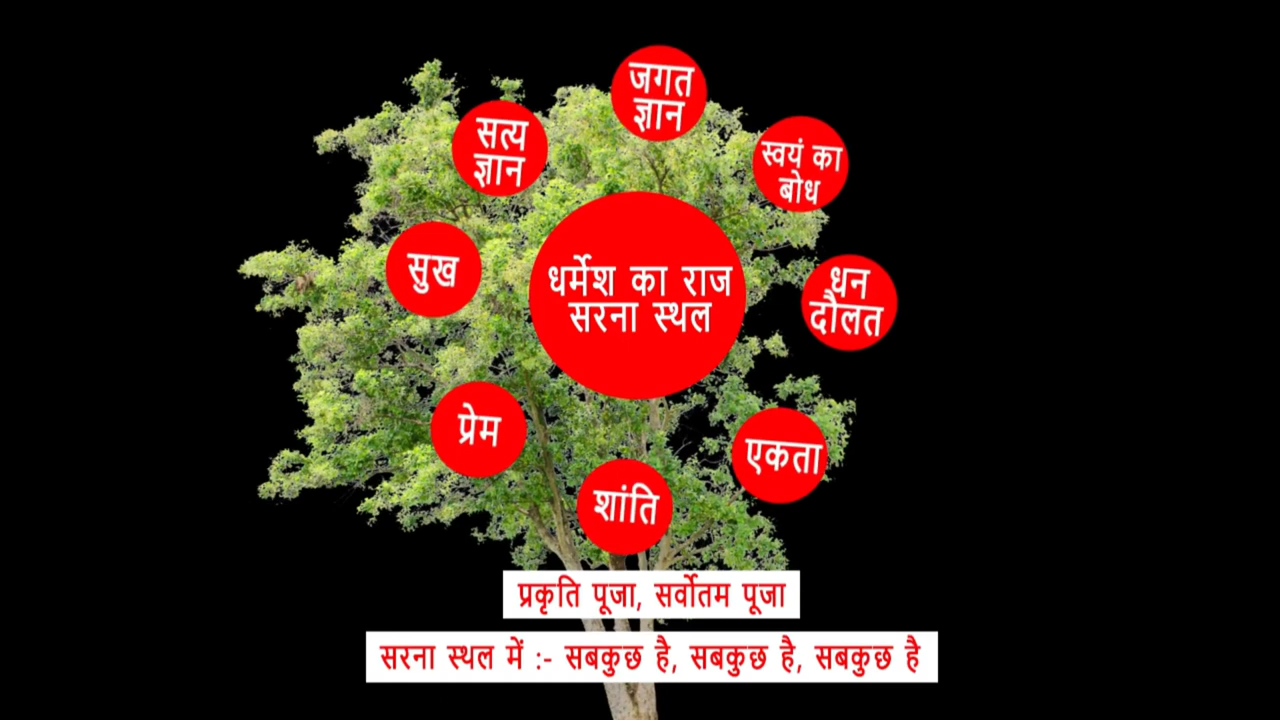 जगत
ज्ञान
सत्य
ज्ञान
स्वयं का
बोध
सुख
धर्मेश का राज
सरना स्थल
धन
दौलत
प्रेम
एकता
शांति
प्रकृति पूजा, सर्वोतम पूजा
सरना स्थल में :- सबकुछ है, सबकुछ है, सबकुछ है